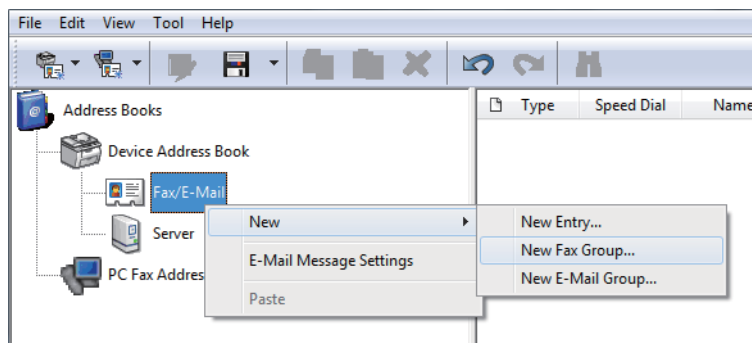 File Edit View Tool Help
Type Speed Dial Name
Address Books
Device Address Book
Fax/E-Mail
Server
PC Fax Addres
New
E-Mail Message Settings
Paste
New Entry...
New Fax Group...
New E-Mail Group...